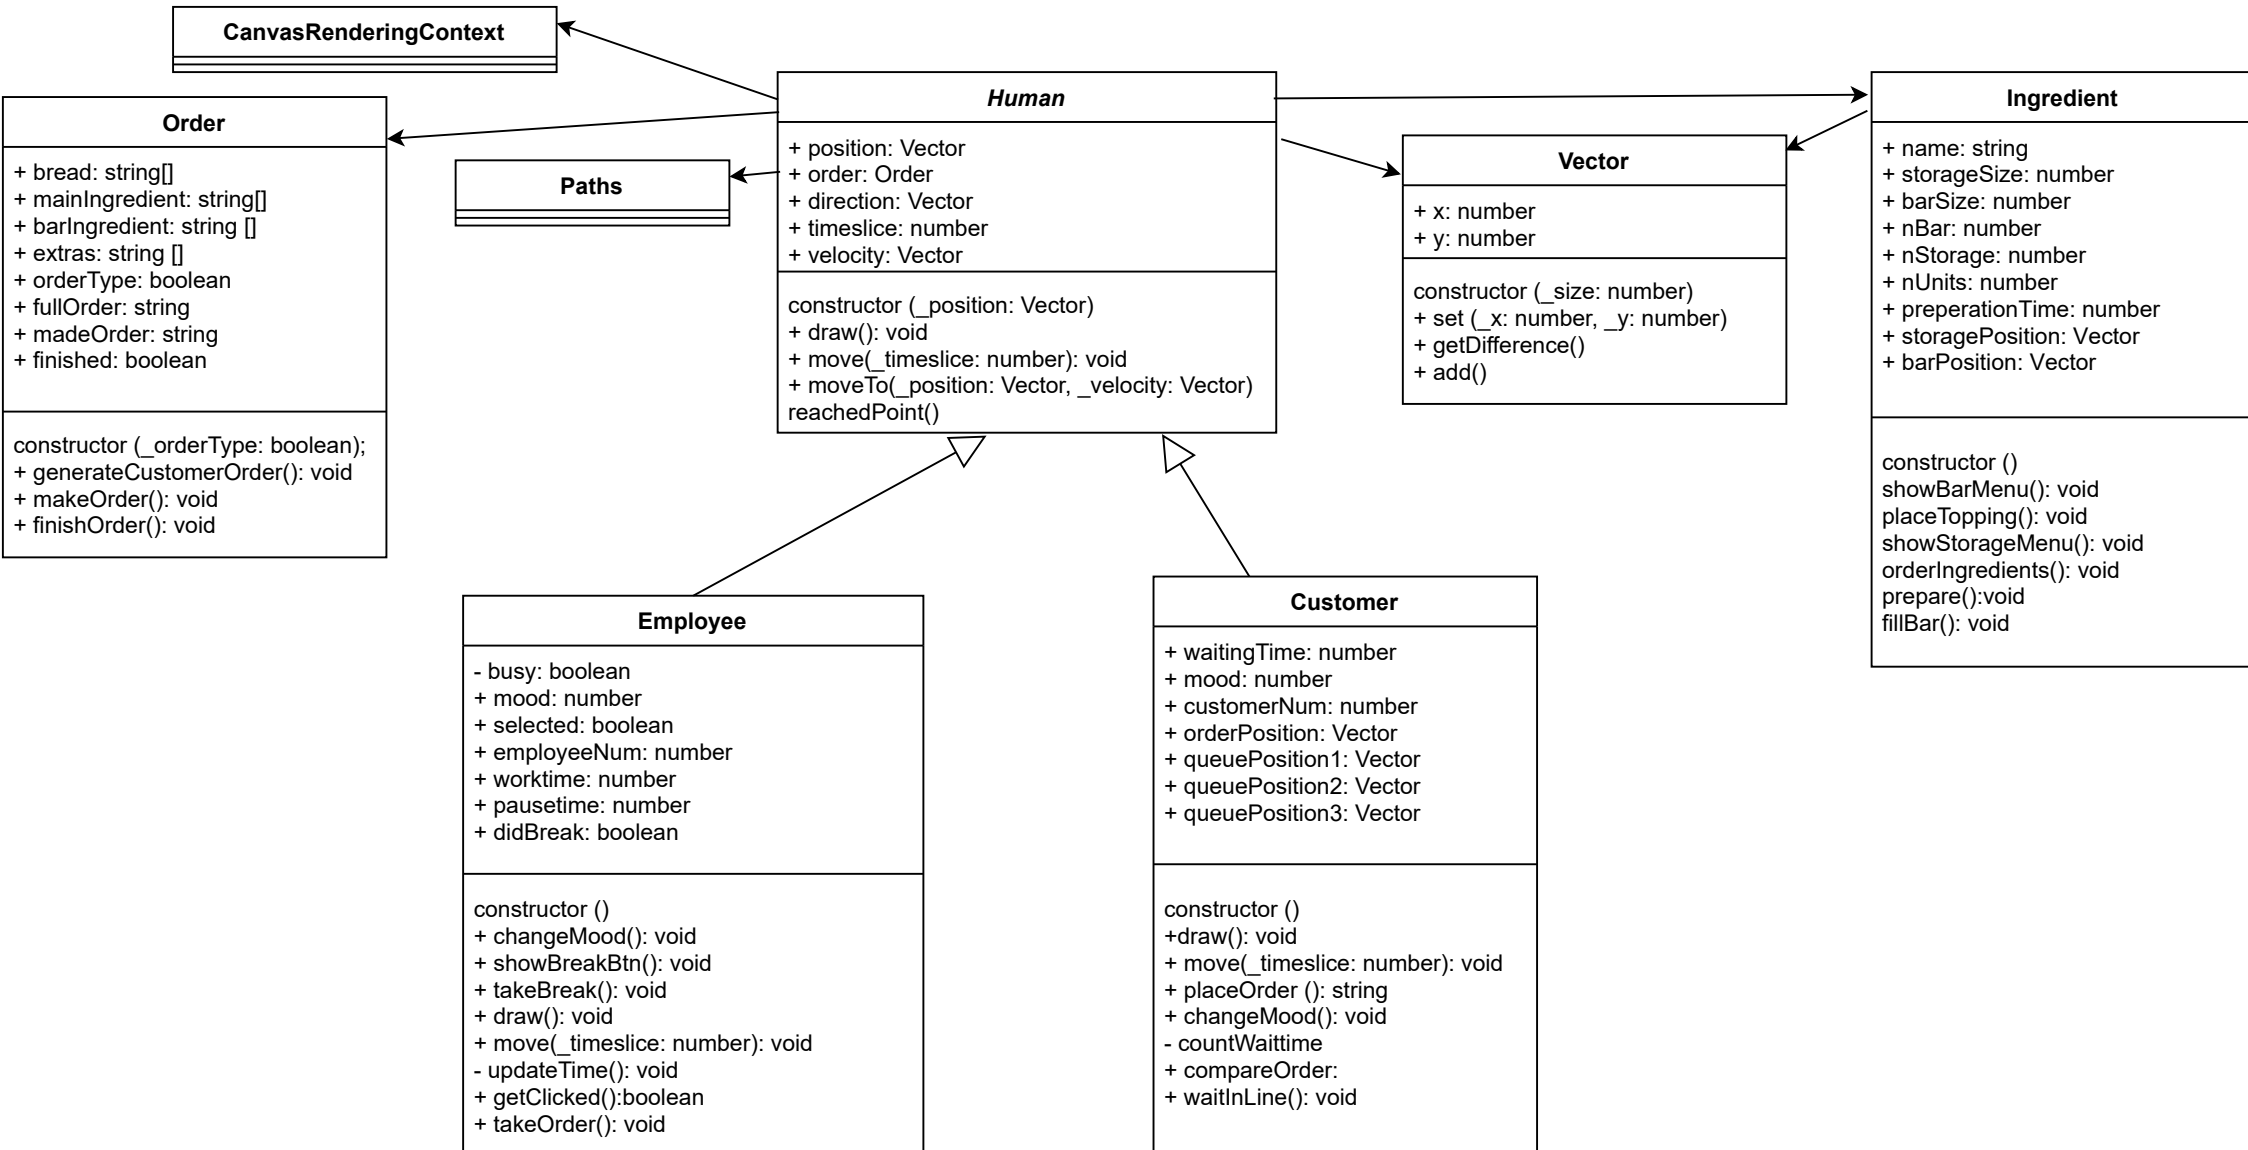 CanvasRenderingContext
Order
+ bread: string[]
+ mainIngredient: string[]
+ barIngredient: string []
+ extras: string []
+ orderType: boolean
+ fullOrder: string
+ madeOrder: string
+ finished: boolean
constructor (_orderType: boolean);
+ generateCustomerOrder(): void
+ makeOrder(): void
+ finishOrder(): void
Paths
Human
+ position: Vector
+ order: Order
+ direction: Vector
+ timeslice: number
+ velocity: Vector
constructor (_position: Vector)
+ draw(): void
+ move(_timeslice: number): void
+ moveTo(_position: Vector, _velocity: Vector)
reachedPoint()
Vector
+ x: number
+ y: number
constructor (_size: number)
+ set (_x: number, _y: number)
+ getDifference()
+ add()
Ingredient
+ name: string
+ storageSize: number
+ barSize: number
+ nBar: number
+ nStorage: number
+ nUnits: number
+ preperationTime: number
+ storagePosition: Vector
+ barPosition: Vector
constructor ()
showBarMenu(): void
placeTopping(): void
showStorageMenu(): void
orderIngredients(): void
prepare():void
fillBar(): void
Employee
- busy: boolean
+ mood: number
+ selected: boolean
+ employeeNum: number
+ worktime: number
+ pausetime: number
+ didBreak: boolean
constructor ()
+ changeMood(): void
+ showBreakBtn(): void
+ takeBreak(): void
+ draw(): void
+ move(_timeslice: number): void
- updateTime(): void
+ getClicked():boolean
+ takeOrder(): void
Customer
+ waitingTime: number
+ mood: number
+ customerNum: number
+ orderPosition: Vector
+ queuePosition1: Vector
+ queuePosition2: Vector
+ queuePosition3: Vector
constructor ()
+draw(): void
+ move(_timeslice: number): void
+ placeOrder (): string
+ changeMood(): void
- countWaittime
+ compareOrder:
+ waitInLine(): void